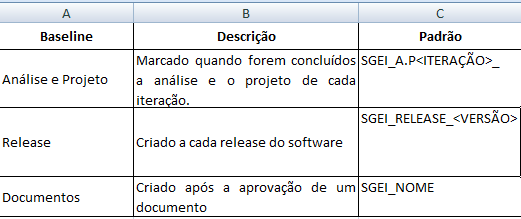 A B C
Baseline Descrição Padrão
Análise e Projeto
Marcado quando forem concluídos
a análise e o projeto de cada
iteração.
SGEI_A.P<ITERAÇÃO>_
Release
Criado a cada release do software
SGEI_RELEASE_<VERSÃO>
Documentos
Criado após a aprovação de um
documento
SGEI_NOME